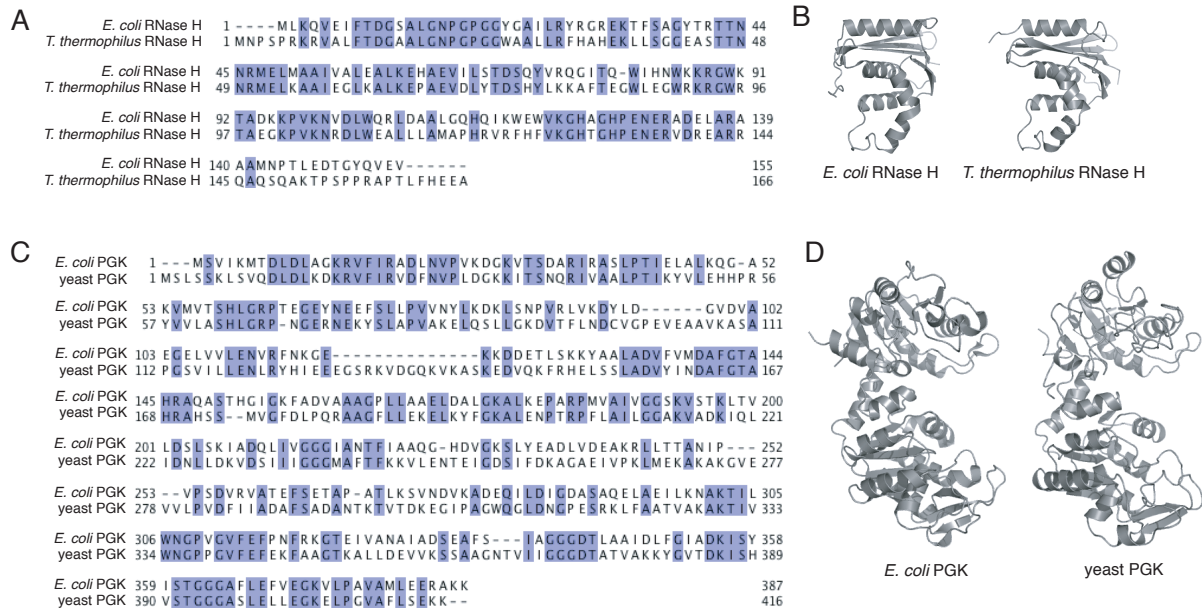 A
E. coli RNase H 1 ----MLKQVEIFTDGSALGNPGPGGYGAILRYRGREKTFSAGYTRTTN 44
T. thermophilus RNase H 1 MNPSPRKRVALFTDGAALGNPGPGGWAALLRFHAHEKLLSGGEASTTN 48
E. coli RNase H 45 NRMELMAAIVALEALKEHAEVILSTDSQYVRQGITQ-WIHNWKKRGWK 91
T. thermophilus RNase H 49 NRMELKAAIEGLKALKEPAEVDLYTDSHYLKKAFTEGWLEGWRKRGWR 96
E. coli RNase H 92 TADKKPVKNVDLWQRLDAALGQHQIKWEWVKGHAGHPENERADELARA 139
T. thermophilus RNase H 97 TAEGKPVKNRDLWEALLLAMAPHRVRFHFVKGHTGHPENERVDREARR 144
E. coli RNase H 140 AAMNPTLEDTGYQVEV------ 155
T. thermophilus RNase H 145 QAQSQAKTPSPPRAPTLFHEEA 166
B
E. coli RNase H T. thermophilus RNase H
C
E. coli PGK 1 ---MSVIKMTDLDLAGKRVFIRADLNVPVKDGKVTSDARIRASLPTIELALKQG-A 52
yeast PGK 1 MSLSSKLSVQDLDLKDKRVFIRVDFNVPLDGKKITSNQRIVAALPTIKYVLEHHPR 56
E. coli PGK 53 KVMVTSHLGRPTEGEYNEEFSLLPVVNYLKDKLSNPVRLVKDYLD------GVDVA 102
yeast PGK 57 YVVLASHLGRP-NGERNEKYSLAPVAKELQSLLGKDVTFLNDCVGPEVEAAVKASA 111
E. coli PGK 103 EGELVVLENVRFNKGE---------------KKDDETLSKKYAALADVFVMDAFGTA 144
yeast PGK 112 PGSVILLENLRYHIEEEGSRKVDGQKVKASKEDVQKFRHELSSLADVYINDAFGTA 167
E. coli PGK 145 HRAQASTHGIGKFADVAAAGPLLAAELDALGKALKEPARPMVAIVGGSKVSTKLTV 200
yeast PGK 168 HRAHSS--MVGFDLPQRAAGFLLEKELKYFGKALENPTRPFLAILGGAKVADKIQL 221
E. coli PGK 201 LDSLSKIADQLIVGGGIANTFIAAQG-HDVGKSLYEADLVDEAKRLLTTANIP--- 252
yeast PGK 222 IDNLLDKVDSIIIGGGMAFTFKKVLENTEIGDSIFDKAGAEIVPKLMEKAKAKGVE 277
E. coli PGK 253 --VPSDVRVATEFSETAP-ATLKSVNDVKADEQILDIGDASAQELAEILKNAKTIL 305
yeast PGK 278 VVLPVDFIIADAFSADANTKTVTDKEGIPAGWQGLDNGPESRKLFAATVAKAKTIV 333
E. coli PGK 306 WNGPVGVFEFPNFRKGTEIVANAIADSEAFS---IAGGGDTLAAIDLFGIADKISY 358
yeast PGK 334 WNGPPGVFEFEKFAAGTKALLDEVVKSSAAGNTVIIGGGDTATVAKKYGVTDKISH 389
E. coli PGK 359 ISTGGGAFLEFVEGKVLPAVAMLEERAKK 387
yeast PGK 390 VSTGGGASLELLEGKELPGVAFLSEKK-- 416
D
E. coli PGK yeast PGK